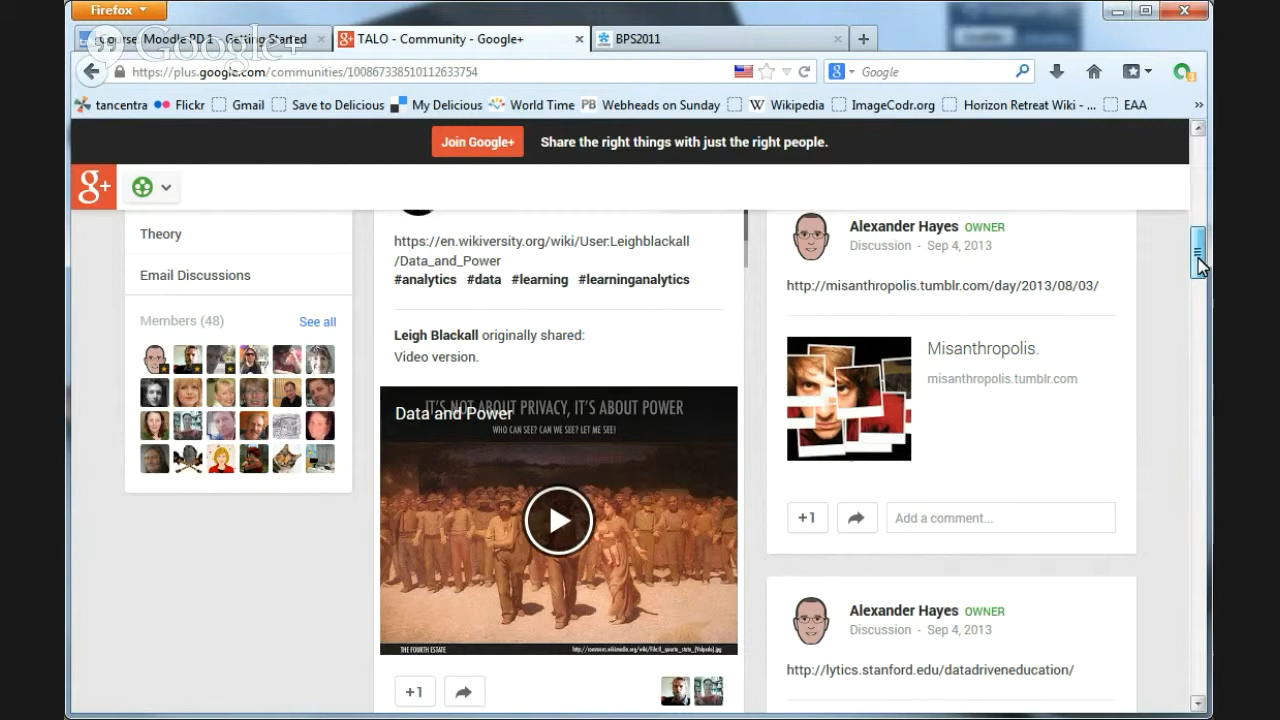 Firefox
Course: Moodle PD 1 - Getting Started
TALO - Community - Google+
BPS2011
Google+
https://plus.google.com/communities/100867338510112633754
Google
tancentra
Flickr
Gmail
Save to Delicious
My Delicious
World Time
PB
Webheads on Sunday
W
Wikipedia
ImageCodr.org
Horizon Retreat Wiki - ...
EAA
»
Join Google+
Share the right things with just the right people.
g+
Theory
Email Discussions
Members (48)
See all
https://en.wikiversity.org/wiki/User:Leighblackall
/Data_and_Power
#analytics #data #learning #learninganalytics
Leigh Blackall originally shared:
Video version.
IT'S NOT ABOUT PRIVACY, IT'S ABOUT POWER
Data and Power
WHO CAN SEE? CAN WE SEE? LET ME SEE!
THE FOURTH ESTATE
+1
Alexander Hayes OWNER
Discussion - Sep 4, 2013
http://misanthropolis.tumblr.com/day/2013/08/03/
Misanthropolis.
misanthropolis.tumblr.com
+1
Add a comment...
Alexander Hayes OWNER
Discussion - Sep 4, 2013
http://lytics.stanford.edu/datadriveneducation/